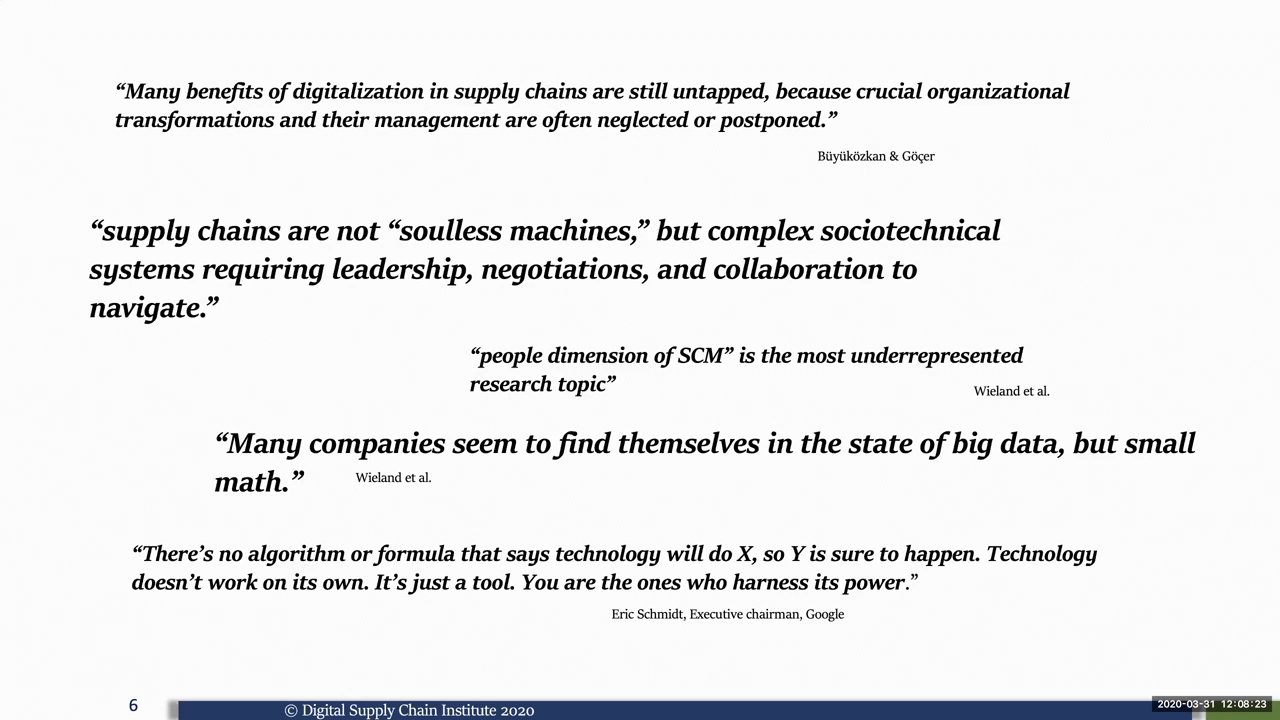 “Many benefits of digitalization in supply chains are still untapped, because crucial organizational
transformations and their management are often neglected or postponed.”
Büyüközkan & Göçer
“supply chains are not “soulless machines,” but complex sociotechnical
systems requiring leadership, negotiations, and collaboration to
navigate.”
“people dimension of SCM” is the most underrepresented
research topic”
Wieland et al.
“Many companies seem to find themselves in the state of big data, but small
math.”
Wieland et al.
“There’s no algorithm or formula that says technology will do X, so Y is sure to happen. Technology
doesn’t work on its own. It’s just a tool. You are the ones who harness its power.”
Eric Schmidt, Executive chairman, Google
6
© Digital Supply Chain Institute 2020
2020-03-31 12:08:23